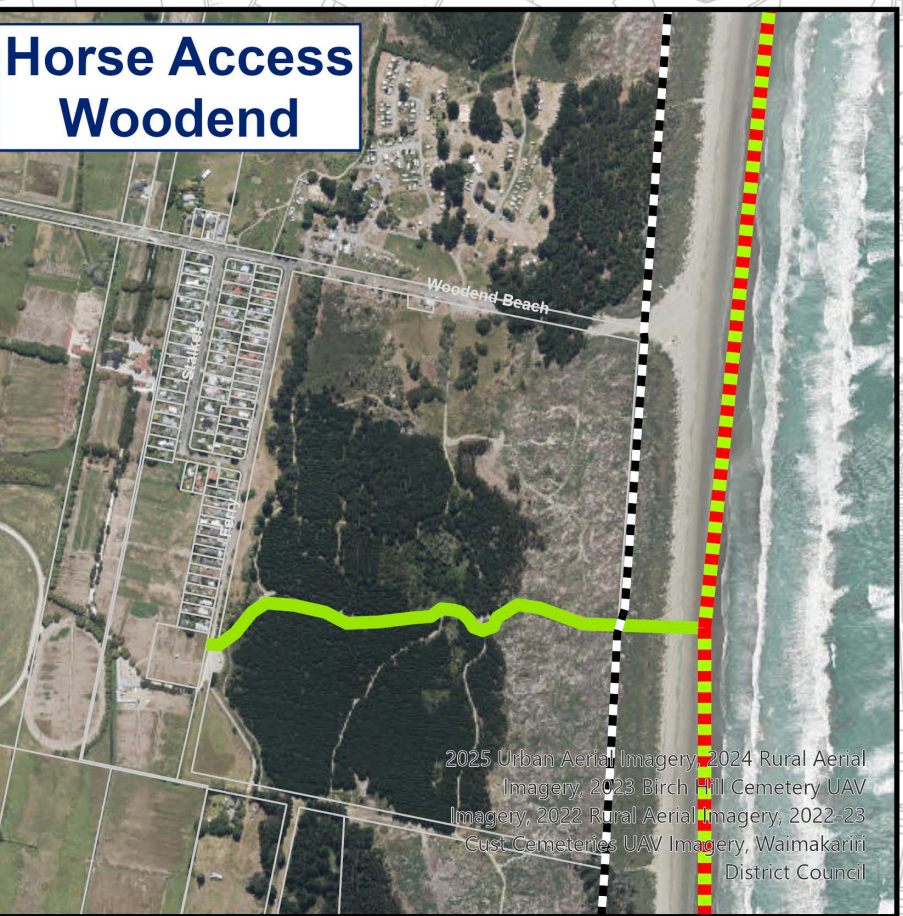 Horse Access
Woodend
Woodend Beach
Stalkers
2025 Urban Aerial Imagery, 2024 Rural Aerial
Imagery, 2023 Birch Hill Cemetery UAV
Imagery, 2022 Rural Aerial Imagery, 2022-23
Cust Cemeteries UAV Imagery, Waimakariri
District Council